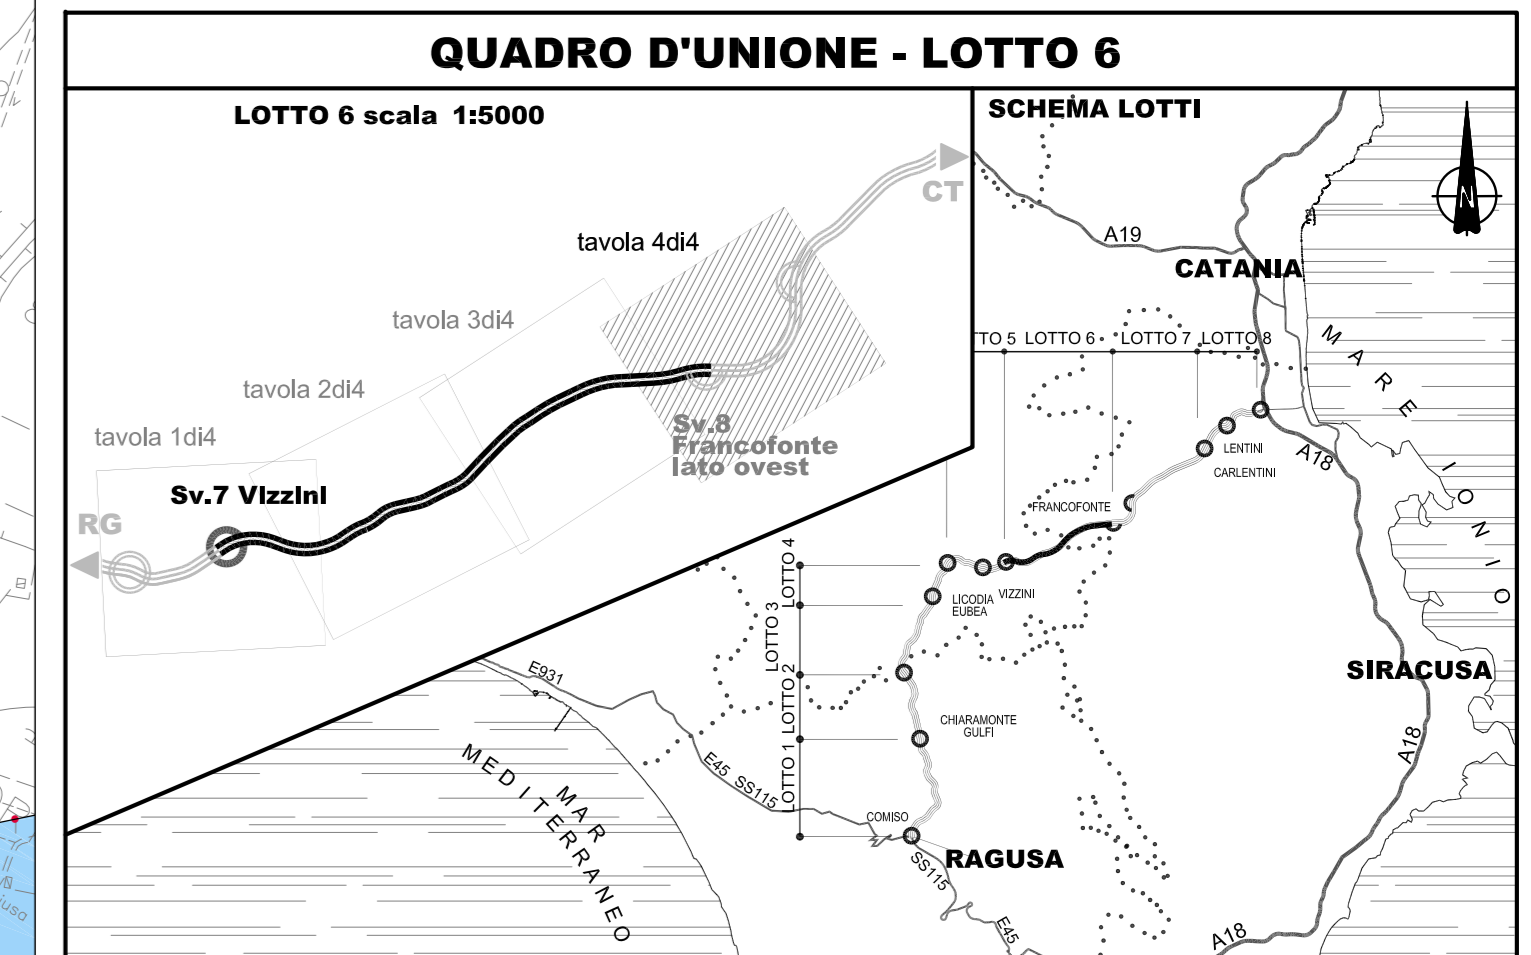 QUADRO D'UNIONE - LOTTO 6
LOTTO 6 scala 1:5000
SCHEMA LOTTI
N
CT
tavola 4di4
A19
CATANIA
tavola 3di4
TTO 5
LOTTO 6
LOTTO 7
LOTTO 8
MARE
IONIO
tavola 2di4
tavola 1di4
Sv.8
Francofonte
lato ovest
Sv.7 Vizzini
RG
LENTINI
CARLENTINI
A18
FRANCOFONTE
LICODIA
EUBEA
VIZZINI
LOTTO 4
LOTTO 3
LOTTO 2
LOTTO 1
E931
SIRACUSA
CHIARAMONTE
GULFI
A18
E45
SS115
MAR
MEDITERRANEO
COMISO
RAGUSA
SS115
E45
A18